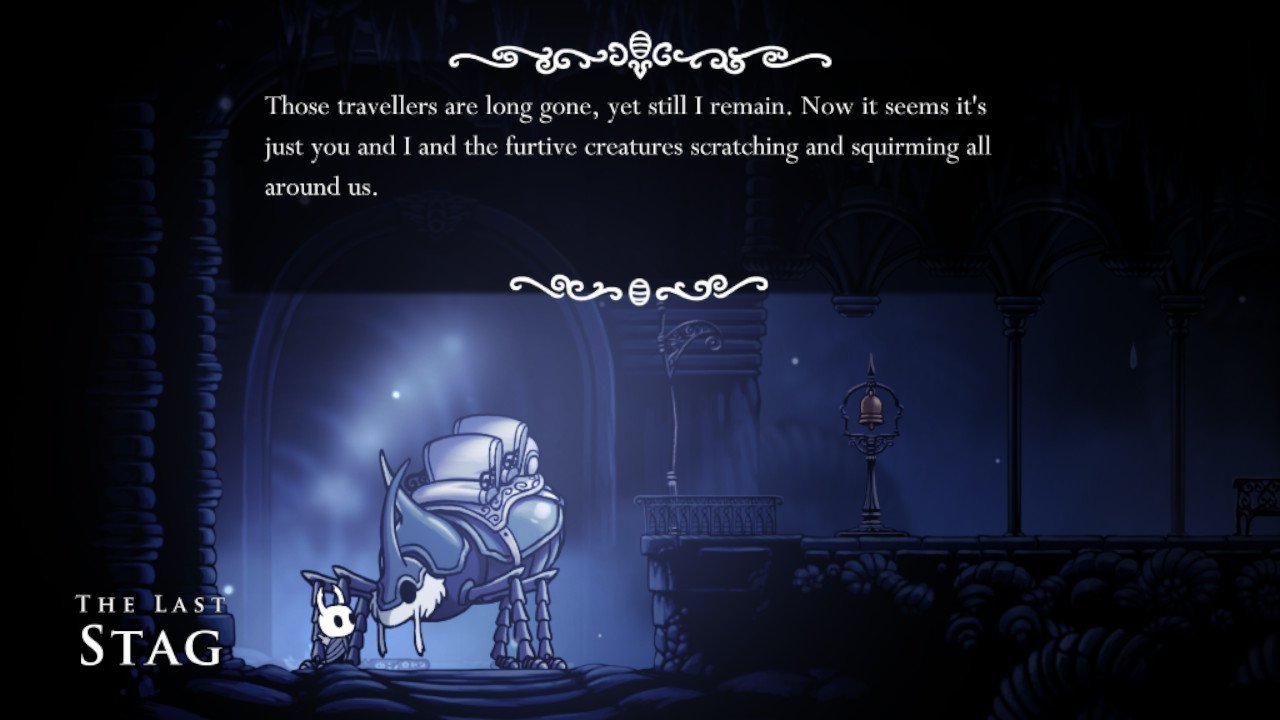 Those travellers are long gone, yet still I remain. Now it seems it's
just you and I and the furtive creatures scratching and squirming all
around us.
The Last
Stag